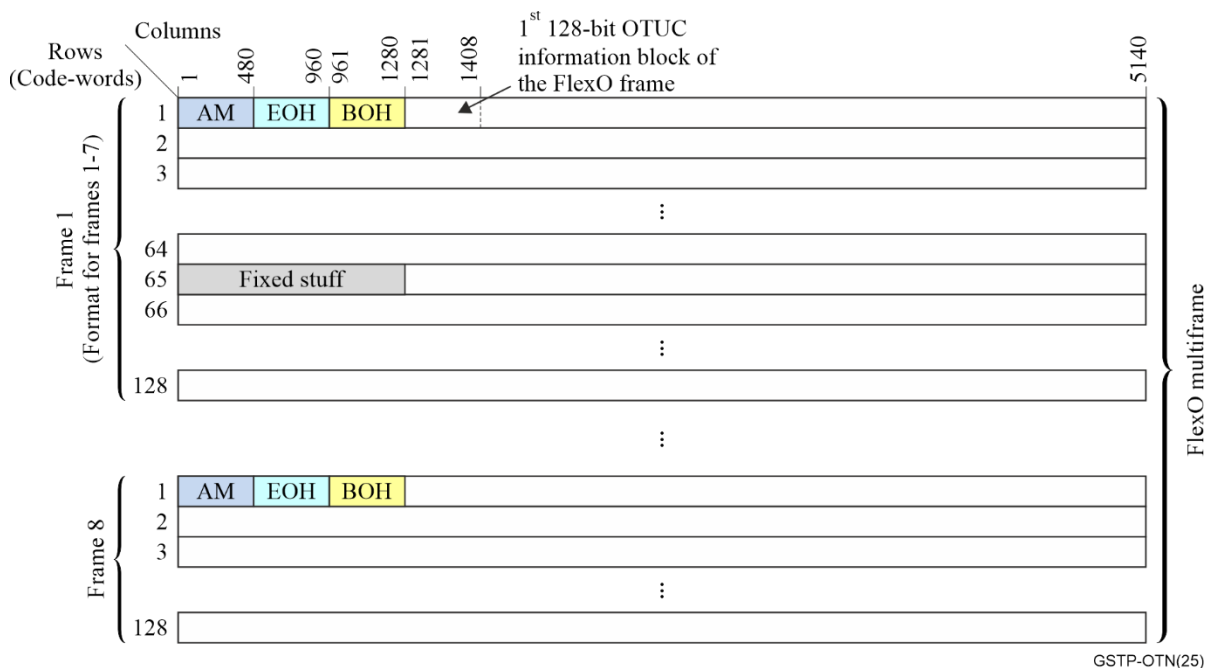 Columns
Rows
(Code-words)
1
480
960
961
1280
1281
1408
5140
1st 128-bit OTUC
information block of
the FlexO frame
Frame 1
(Format for frames 1-7)
1
AM
EOH
BOH
2
3
⋮
64
65
Fixed stuff
66
⋮
128
⋮
Frame 8
1
AM
EOH
BOH
2
3
⋮
128
FlexO multiframe
GSTP-OTN(25)